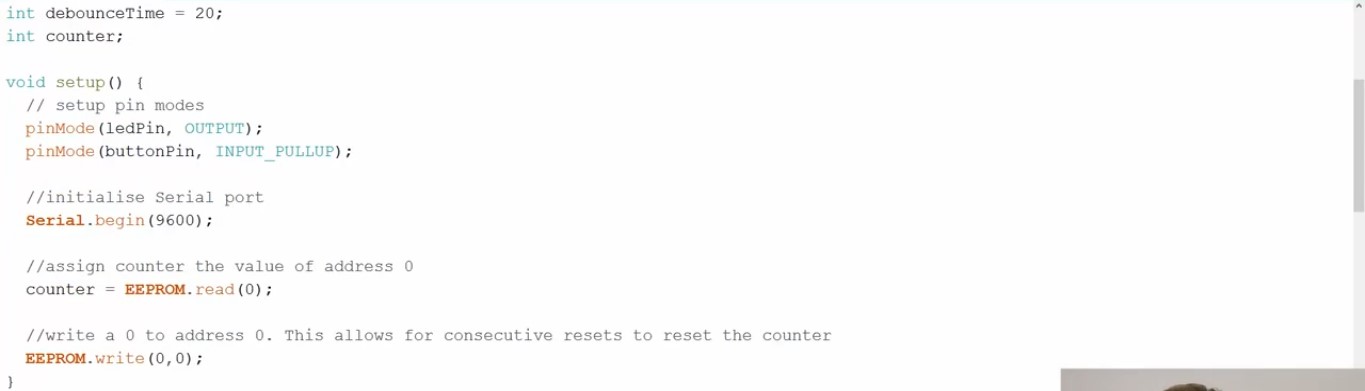 int debounceTime = 20;
int counter;
void setup() {
// setup pin modes
pinMode(ledPin, OUTPUT);
pinMode(buttonPin, INPUT_PULLUP);
//initialise Serial port
Serial.begin(9600);
//assign counter the value of address 0
counter = EEPROM.read(0);
//write a 0 to address 0. This allows for consecutive resets to reset the counter
EEPROM.write(0,0);
}